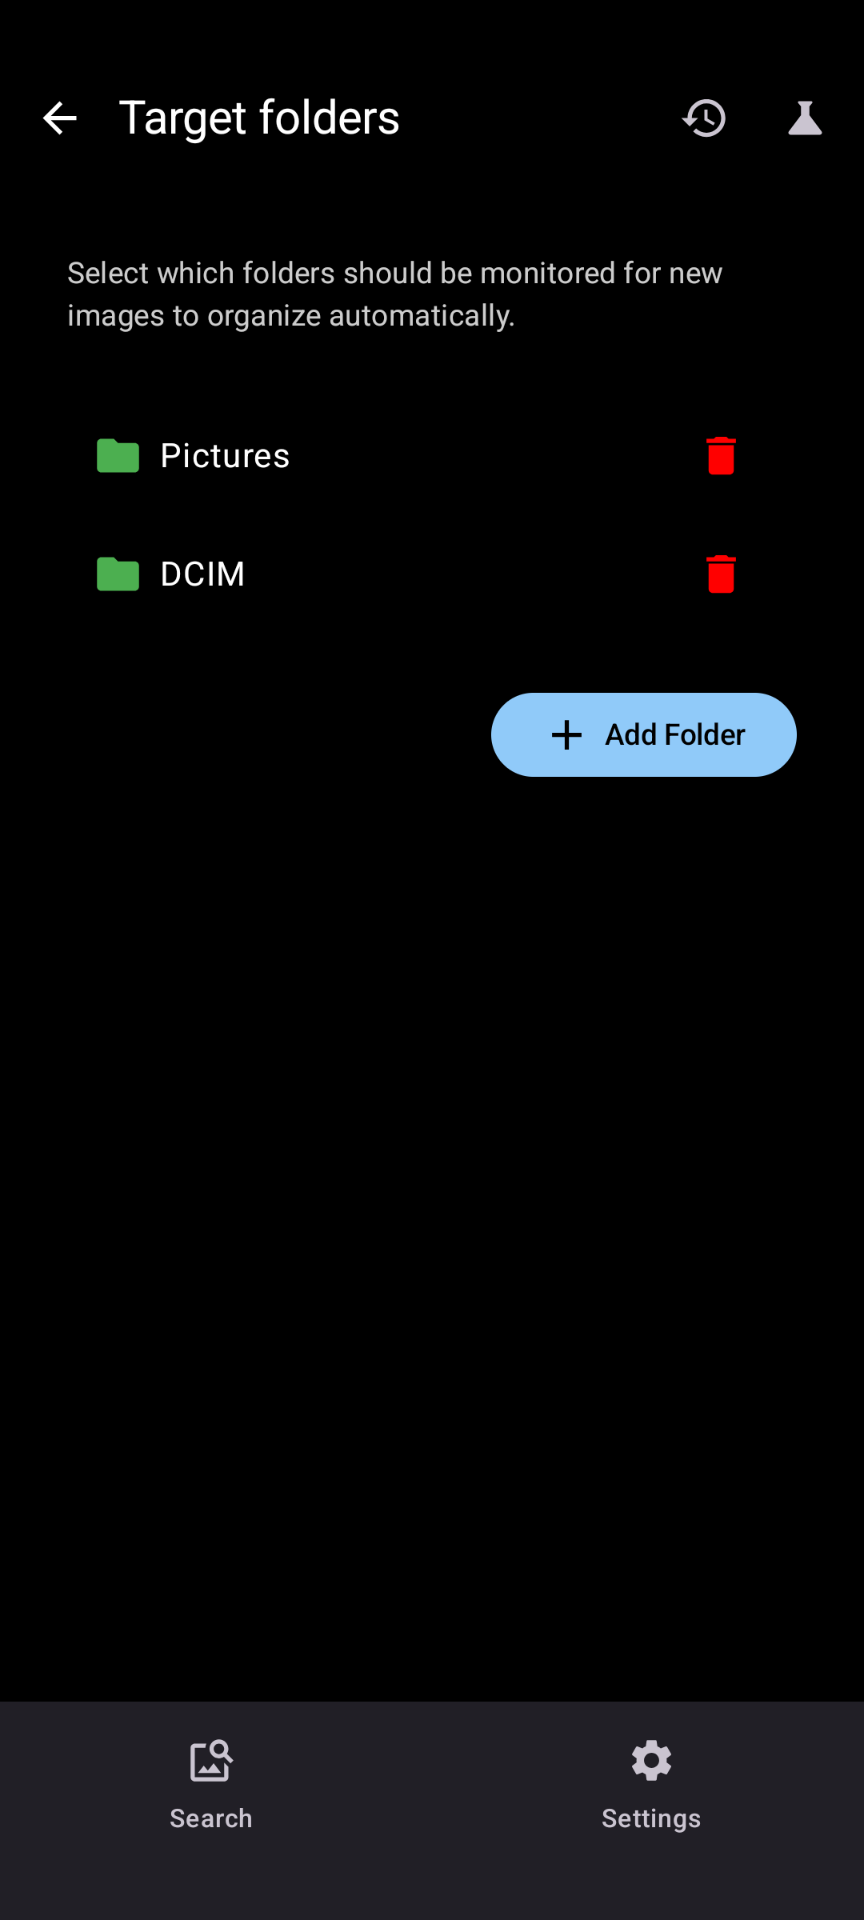 Target folders
Select which folders should be monitored for new
images to organize automatically.
Pictures
DCIM
Add Folder
Search
Settings